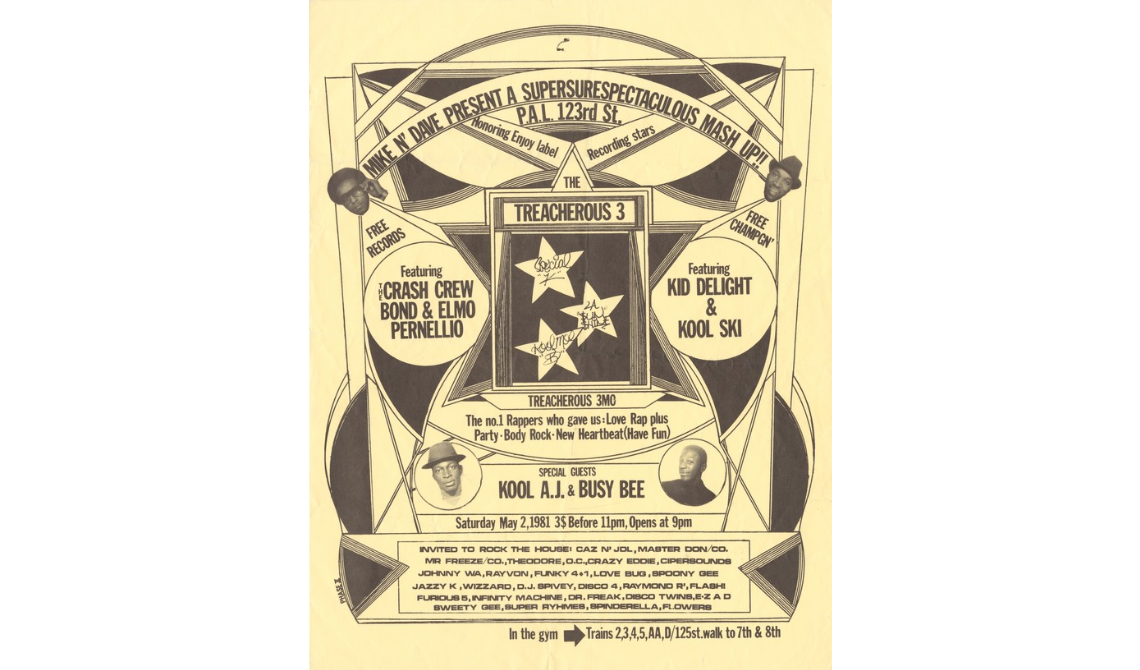 MIKE N' DAVE PRESENT A SUPERSURESPECTACULOUS MASH UP!!
P.A.L. 123rd St.
Honoring Enjoy label
Recording stars
THE
TREACHEROUS 3
FREE
RECORDS
FREE
CHAMPGN'
Special
"K"
LA
SHINE
Kool Moe
Featuring
THE CRASH CREW
BOND & ELMO
PERNELLIO
Featuring
KID DELIGHT
&
KOOL SKI
TREACHEROUS 3MO
The no.1 Rappers who gave us:Love Rap plus
Party·Body Rock·New Heartbeat(Have Fun)
SPECIAL GUESTS
KOOL A.J. & BUSY BEE
Saturday May 2,1981 3$ Before 11pm, Opens at 9pm
INVITED TO ROCK THE HOUSE: CAZ N' JDL, MASTER DON/CO.
MR FREEZE/CO., THEODORE, O.C., CRAZY EDDIE, CIPERSOUNDS
JOHNNY WA, RAYVON, FUNKY 4+1, LOVE BUG, SPOONY GEE
JAZZY K, WIZZARD, D.J. SPIVEY, DISCO 4, RAYMOND R', FLASH!
FURIOUS 5, INFINITY MACHINE, DR. FREAK, DISCO TWINS, E·Z A D
SWEETY GEE, SUPER RYHMES, SPINDERELLA, FLOWERS
In the gym Trains 2,3,4,5,AA,D/125st.walk to 7th & 8th